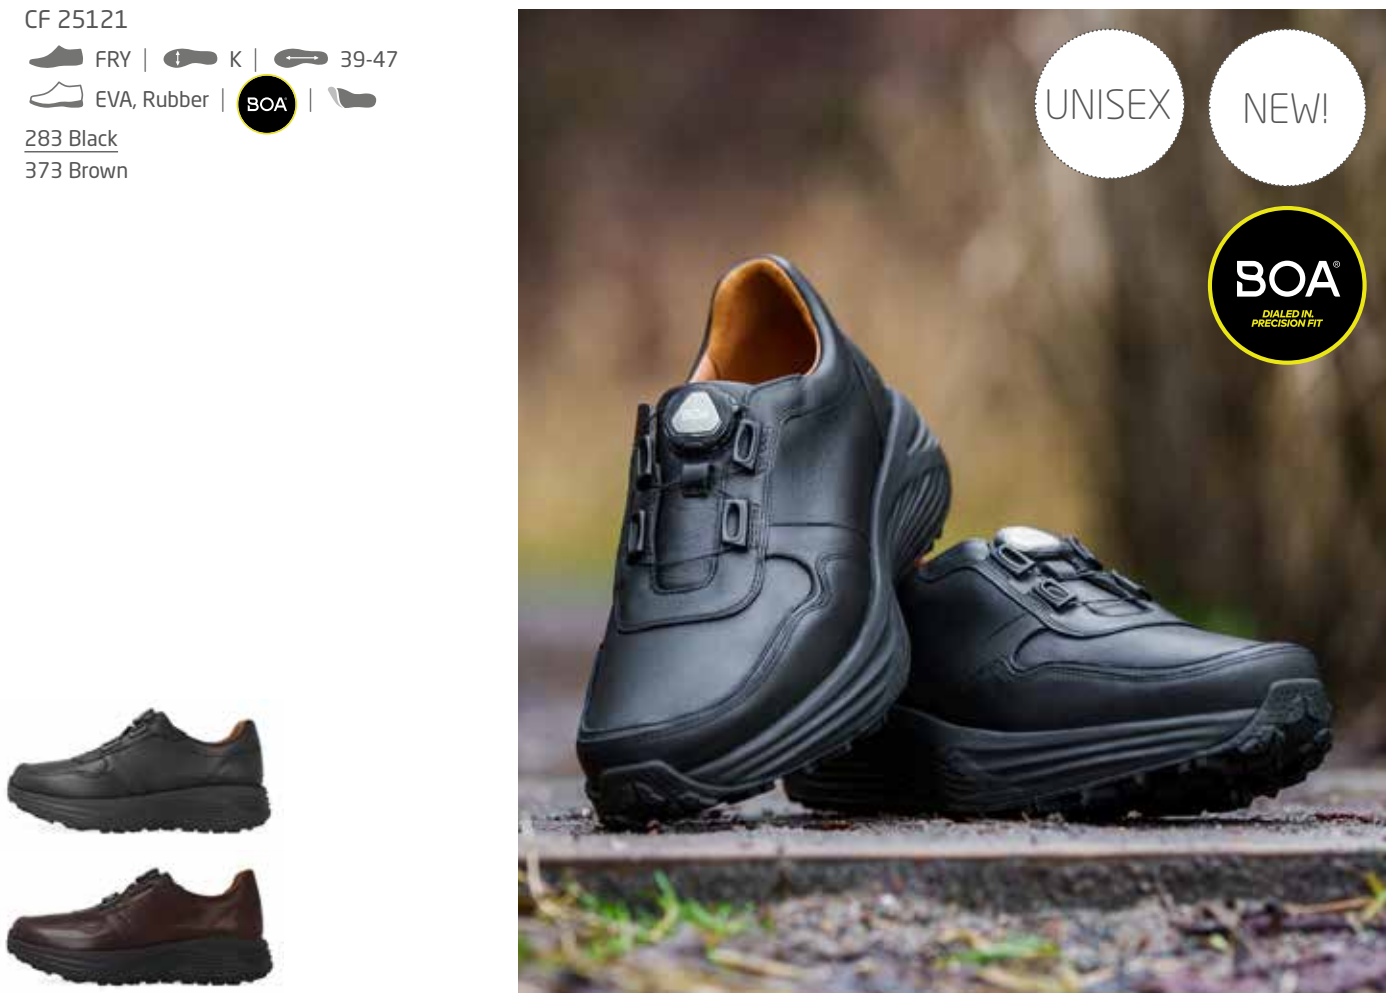 CF 25121
FRY | K | 39-47
EVA, Rubber | BOA® |
283 Black
373 Brown
UNISEX
NEW!
BOA®
DIALED IN.
PRECISION FIT